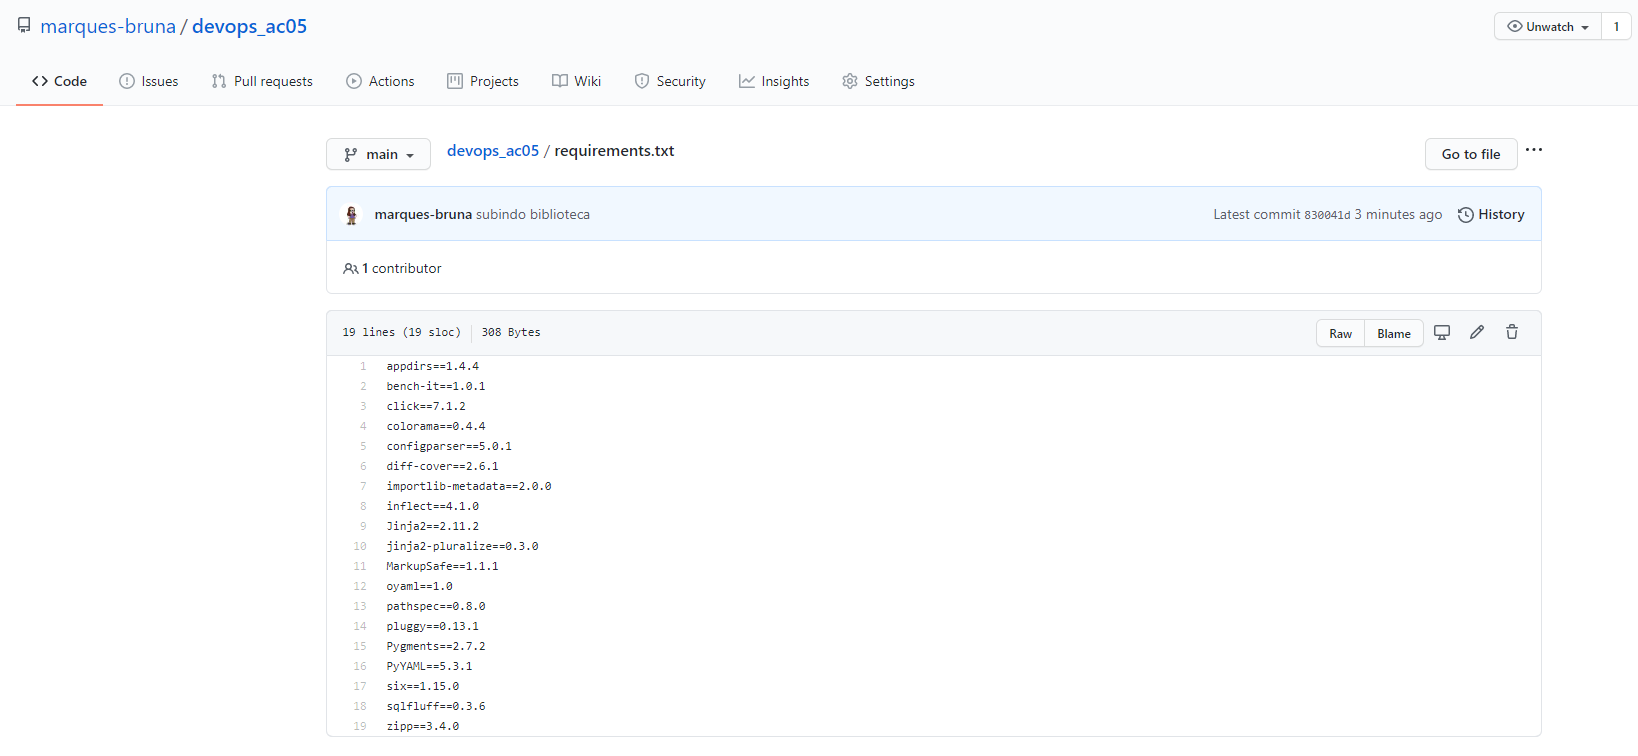 marques-bruna / devops_ac05
Unwatch 1
Code Issues Pull requests Actions Projects Wiki Security Insights Settings
main devops_ac05 / requirements.txt Go to file ...
marques-bruna subindo biblioteca Latest commit 830041d 3 minutes ago History
1 contributor
19 lines (19 sloc) 308 Bytes Raw Blame
1 appdirs==1.4.4
2 bench-it==1.0.1
3 click==7.1.2
4 colorama==0.4.4
5 configparser==5.0.1
6 diff-cover==2.6.1
7 importlib-metadata==2.0.0
8 inflect==4.1.0
9 Jinja2==2.11.2
10 jinja2-pluralize==0.3.0
11 MarkupSafe==1.1.1
12 oyaml==1.0
13 pathspec==0.8.0
14 pluggy==0.13.1
15 Pygments==2.7.2
16 PyYAML==5.3.1
17 six==1.15.0
18 sqlfluff==0.3.6
19 zipp==3.4.0